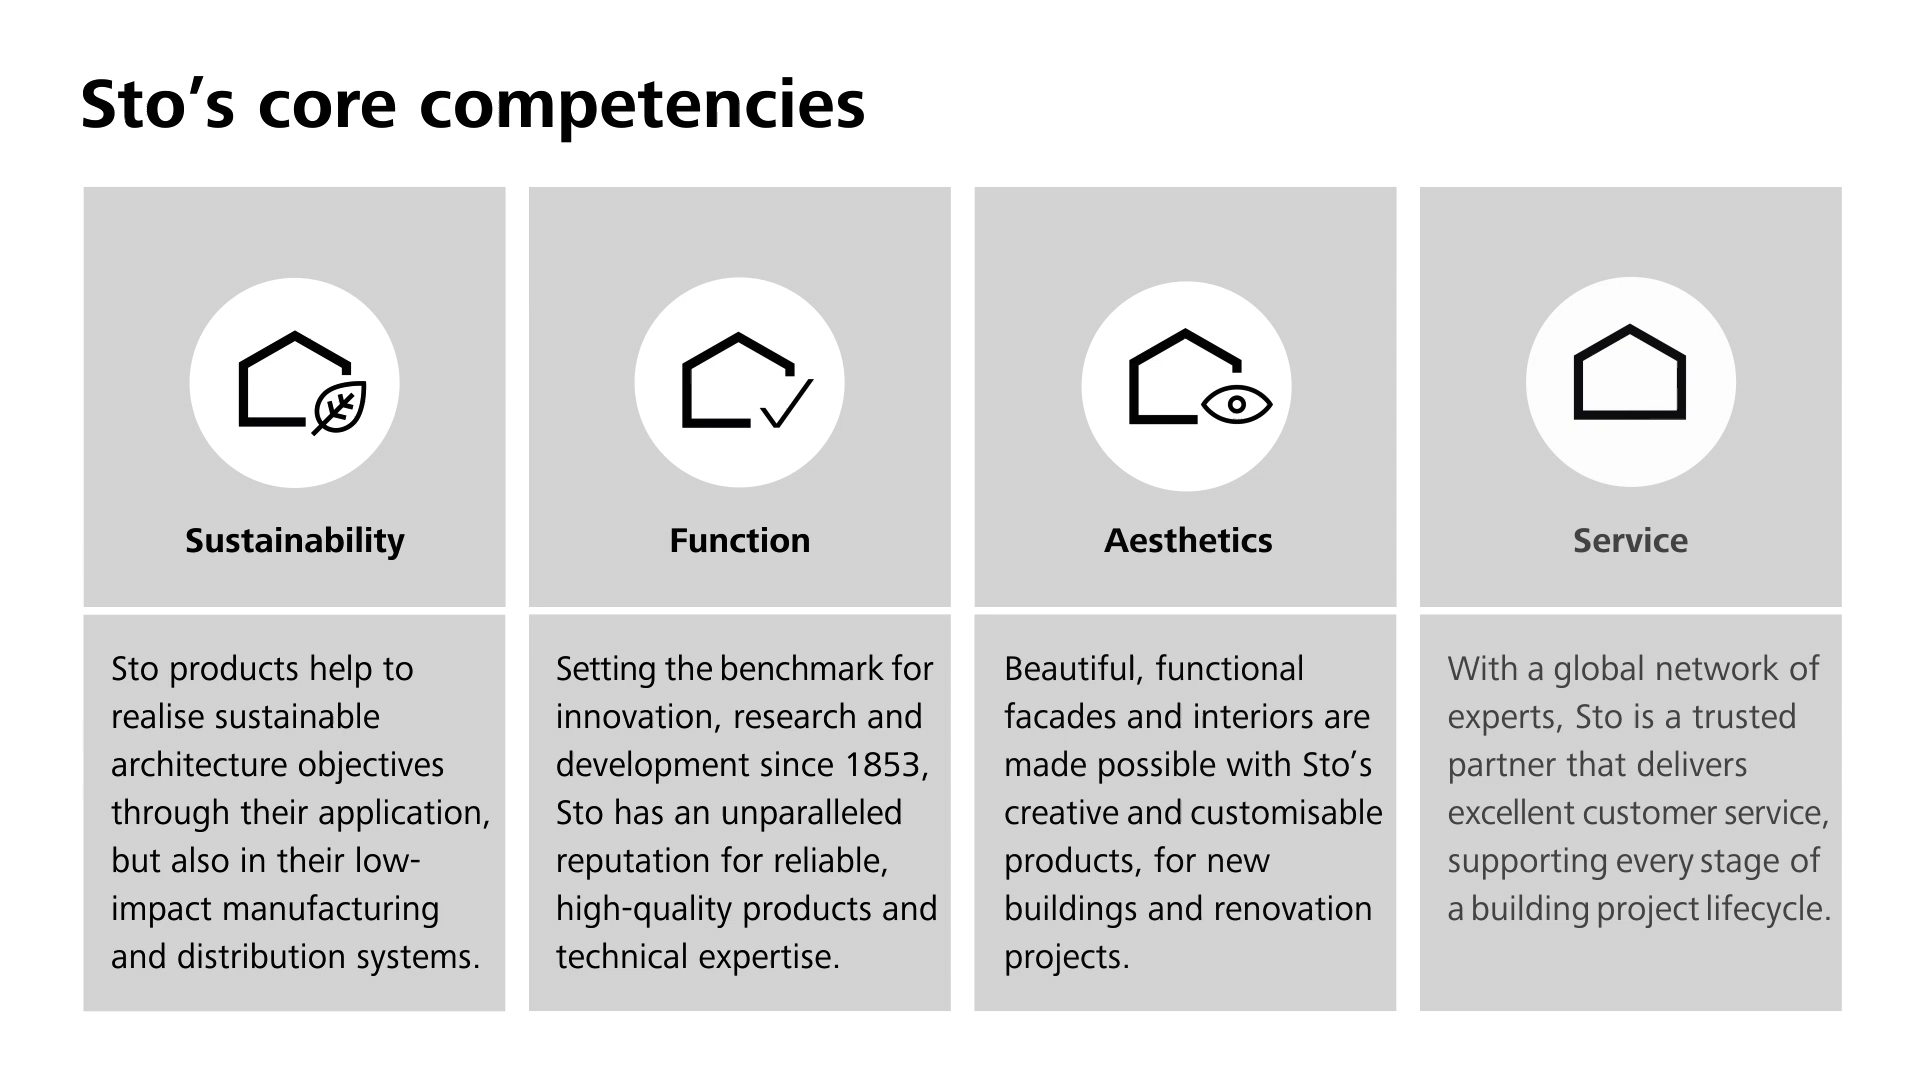 Sto’s core competencies
Sustainability
Sto products help to
realise sustainable
architecture objectives
through their application,
but also in their low-
impact manufacturing
and distribution systems.
Function
Setting the benchmark for
innovation, research and
development since 1853,
Sto has an unparalleled
reputation for reliable,
high-quality products and
technical expertise.
Aesthetics
Beautiful, functional
facades and interiors are
made possible with Sto’s
creative and customisable
products, for new
buildings and renovation
projects.
Service
With a global network of
experts, Sto is a trusted
partner that delivers
excellent customer service,
supporting every stage of
a building project lifecycle.